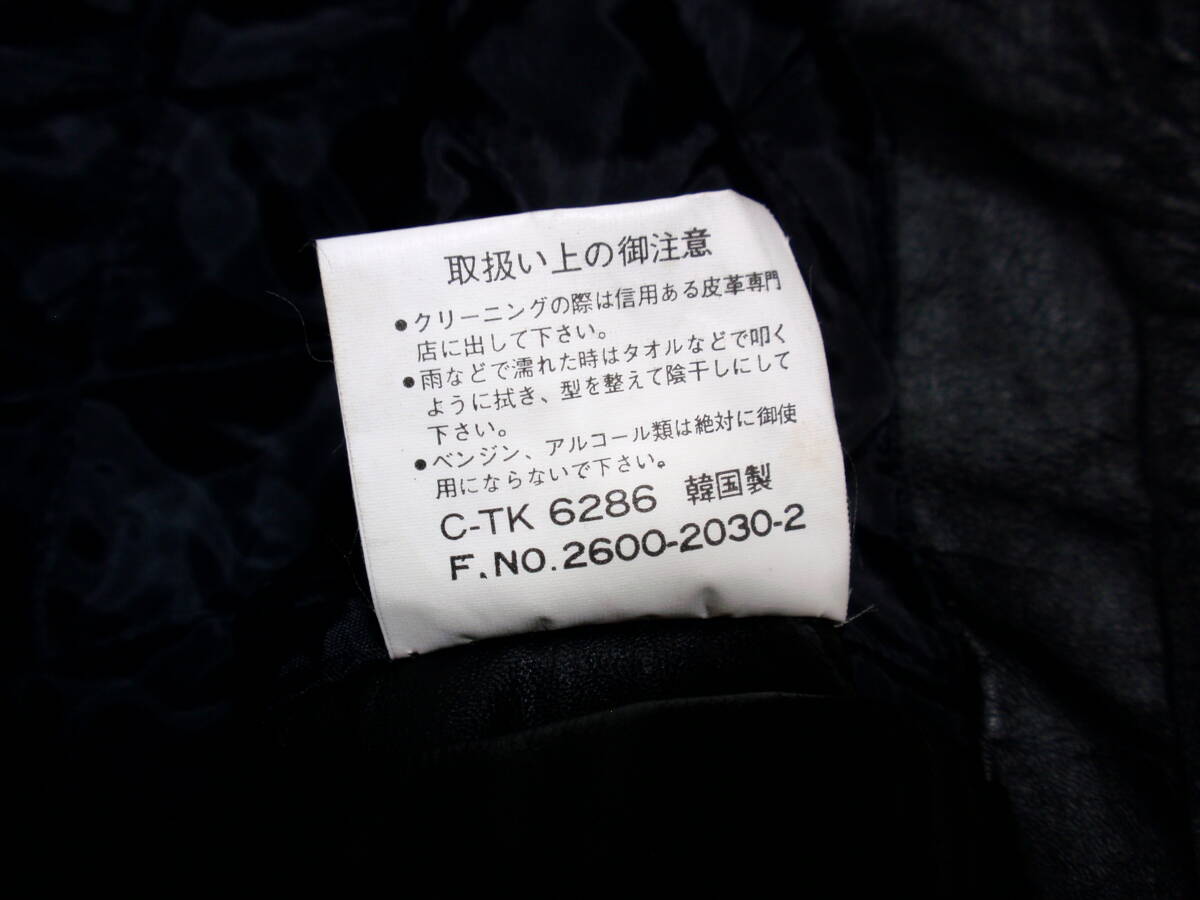 取扱い上の御注意
●クリーニングの際は信用ある皮革専門
店に出して下さい。
●雨などで濡れた時はタオルなどで叩く
ように拭き、型を整えて陰干しにして
下さい。
●ベンジン、アルコール類は絶対に御使
用にならないで下さい。
C-TK 6286 韓国製
F.NO.2600-2030-2